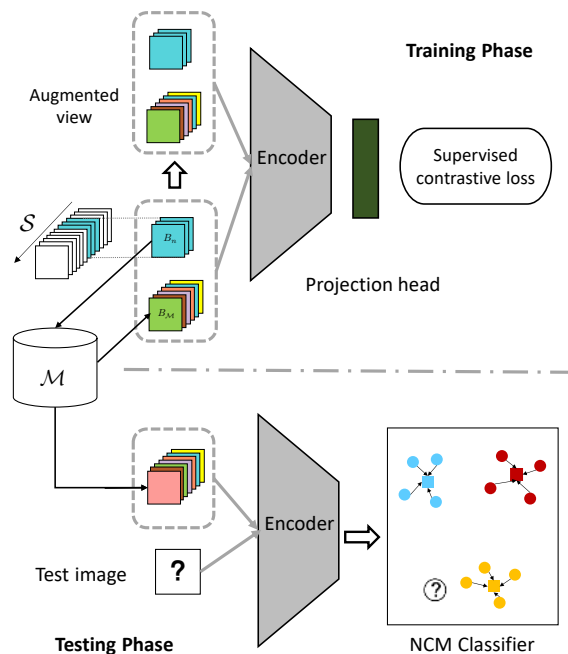 Training Phase
Augmented
view
Encoder
Supervised
contrastive loss
S
B_n
B_M
Projection head
M
Encoder
?
Test image
?
Testing Phase
NCM Classifier